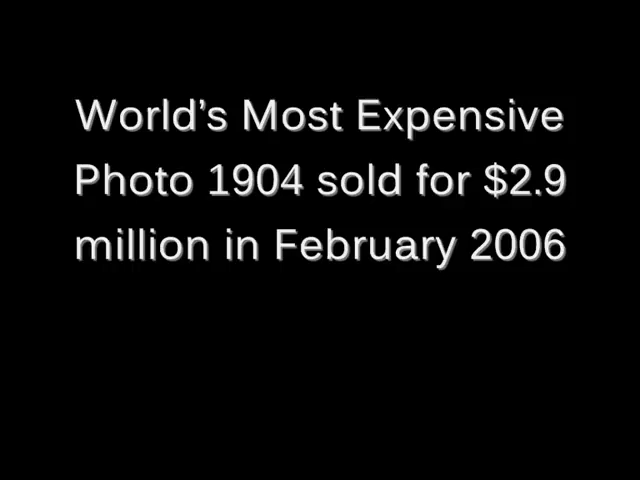 World’s Most Expensive
Photo 1904 sold for $2.9
million in February 2006